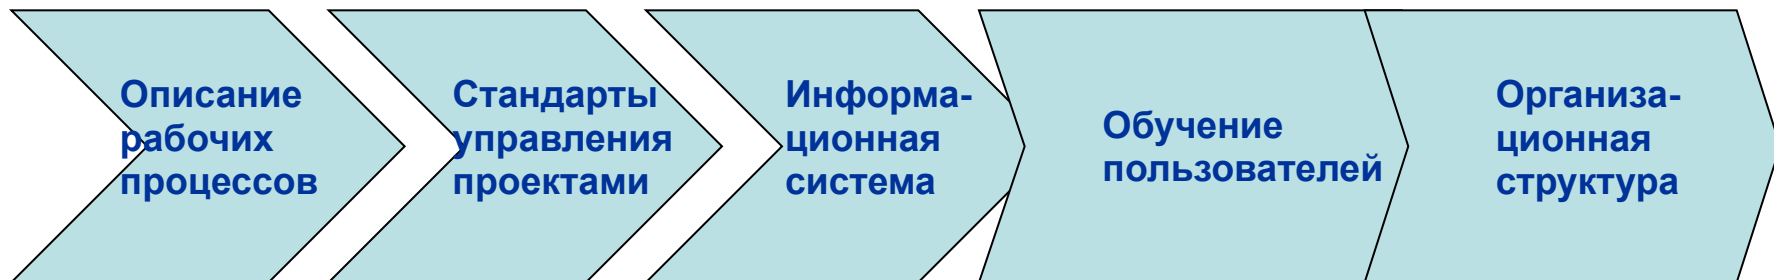 Описание
рабочих
процессов
Стандарты
управления
проектами
Информа-
ционная
система
Обучение
пользователей
Организа-
ционная
структура